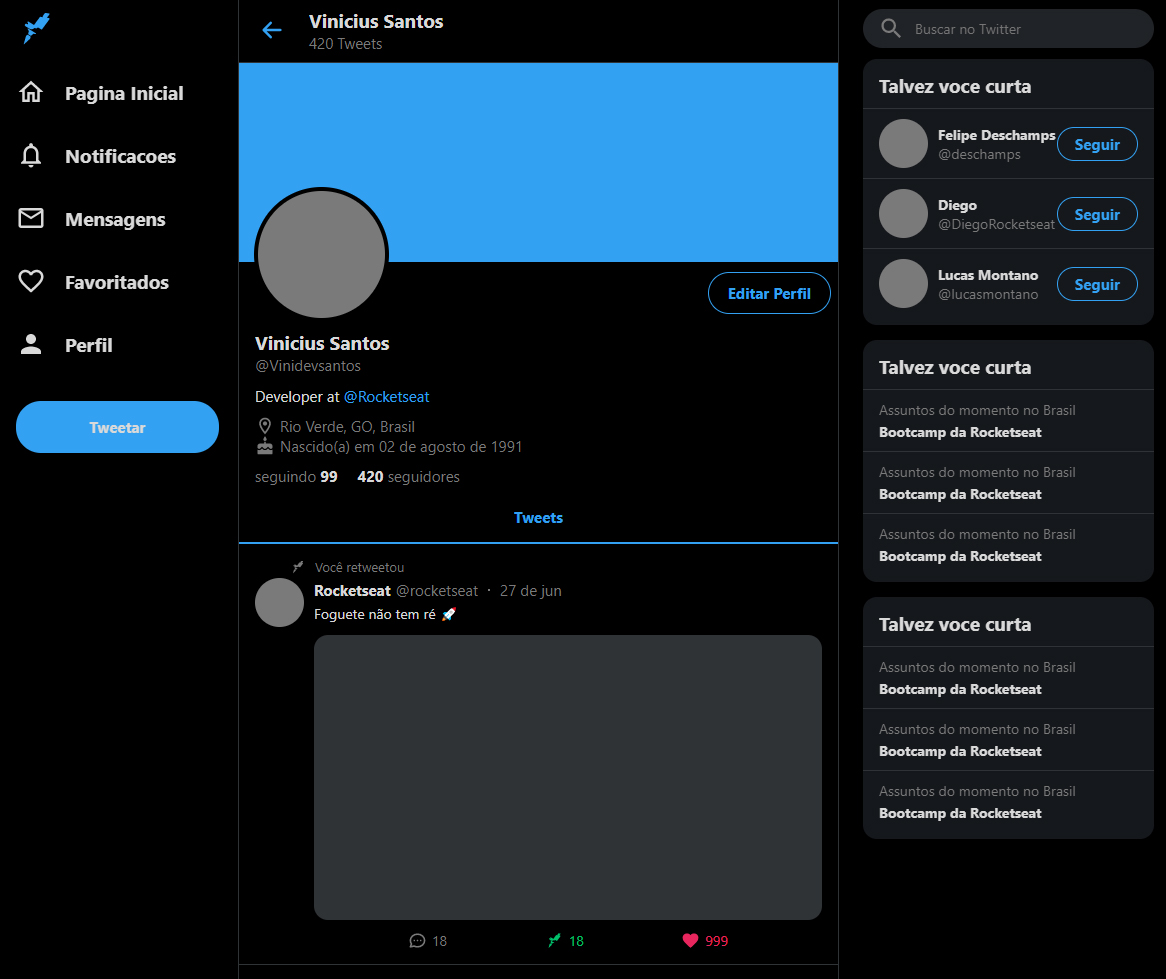 Pagina Inicial
Notificacoes
Mensagens
Favoritados
Perfil
Tweetar
Vinicius Santos
420 Tweets
Editar Perfil
Vinicius Santos
@Vinidevsantos
Developer at @Rocketseat
Rio Verde, GO, Brasil
Nascido(a) em 02 de agosto de 1991
seguindo 99 420 seguidores
Tweets
Você retweetou
Rocketseat @rocketseat · 27 de jun
Foguete não tem ré 🚀
18 18 999
Buscar no Twitter
Talvez voce curta
Felipe Deschamps
@deschamps
Seguir
Diego
@DiegoRocketseat
Seguir
Lucas Montano
@lucasmontano
Seguir
Talvez voce curta
Assuntos do momento no Brasil
Bootcamp da Rocketseat
Assuntos do momento no Brasil
Bootcamp da Rocketseat
Assuntos do momento no Brasil
Bootcamp da Rocketseat
Talvez voce curta
Assuntos do momento no Brasil
Bootcamp da Rocketseat
Assuntos do momento no Brasil
Bootcamp da Rocketseat
Assuntos do momento no Brasil
Bootcamp da Rocketseat